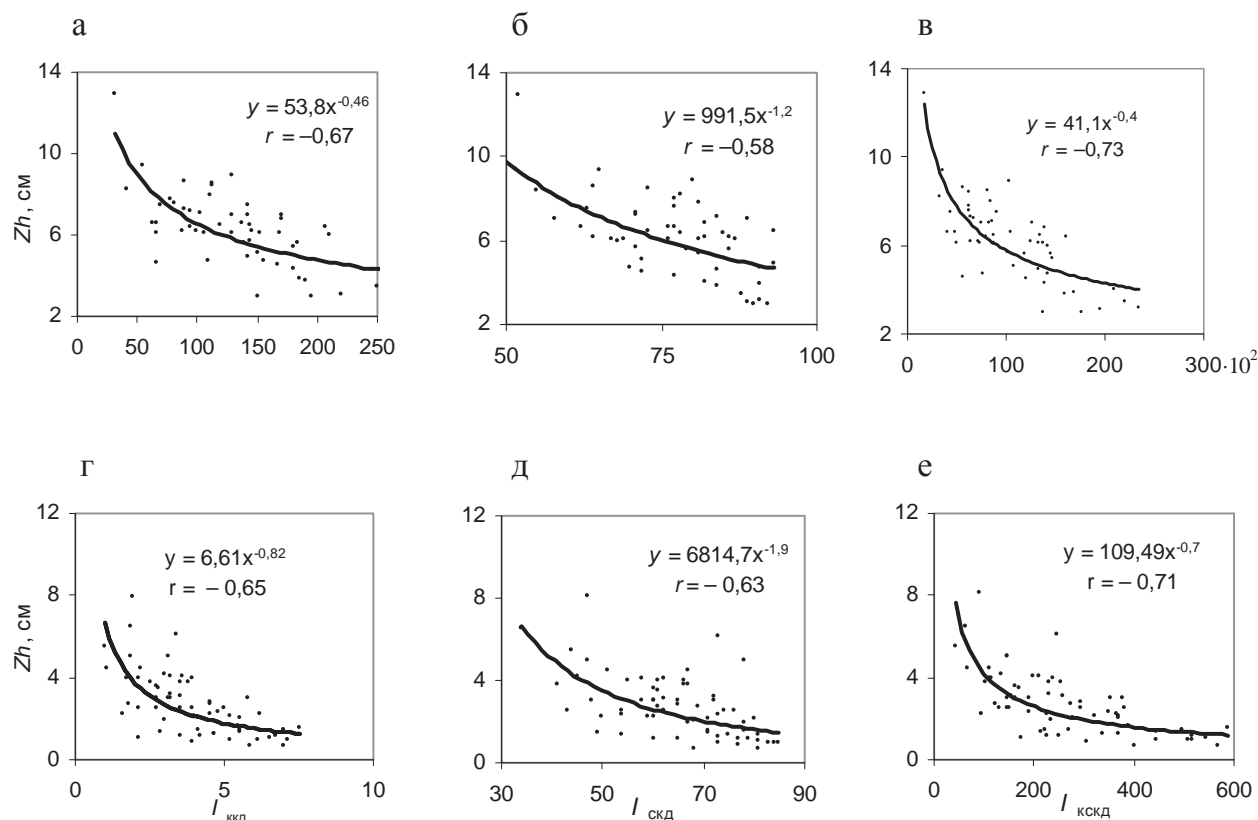 а
14
10
6
2
Zh, см
y = 53,8x^-0,46
r = –0,67
0 50 100 150 200 250
б
14
10
6
2
y = 991,5x^-1,2
r = –0,58
50 75 100
в
14
10
6
2
y = 41,1x^-0,4
r = –0,73
0 100 200 300·10^2
г
12
8
4
0
Zh, см
y = 6,61x^-0,82
r = – 0,65
0 5 10
I ккд
д
12
8
4
0
y = 6814,7x^-1,9
r = – 0,63
30 50 70 90
I скд
е
12
8
4
0
y = 109,49x^-0,7
r = – 0,71
0 200 400 600
I кскд